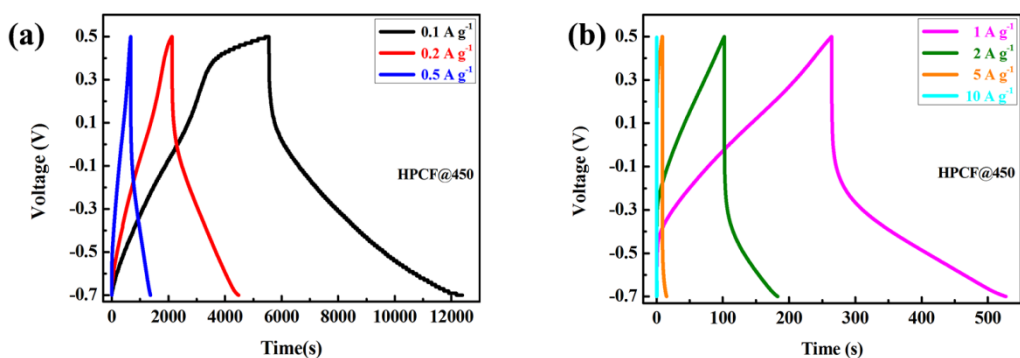 (a)
0.5
0.3
0.1
-0.1
-0.3
-0.5
-0.7
Voltage (V)
0.1 A g⁻¹
0.2 A g⁻¹
0.5 A g⁻¹
HPCF@450
0 2000 4000 6000 8000 10000 12000
Time(s)
(b)
0.5
0.3
0.1
-0.1
-0.3
-0.5
-0.7
Voltage (V)
1 A g⁻¹
2 A g⁻¹
5 A g⁻¹
10 A g⁻¹
HPCF@450
0 100 200 300 400 500
Time (s)